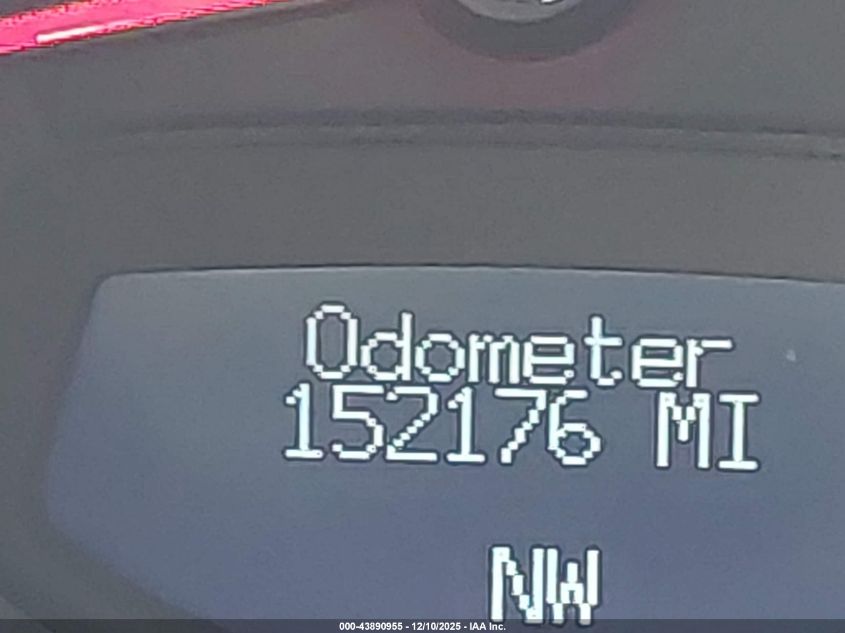 Odometer
152176 MI
NW
000-43890955 - 12/10/2025 - IAA Inc.